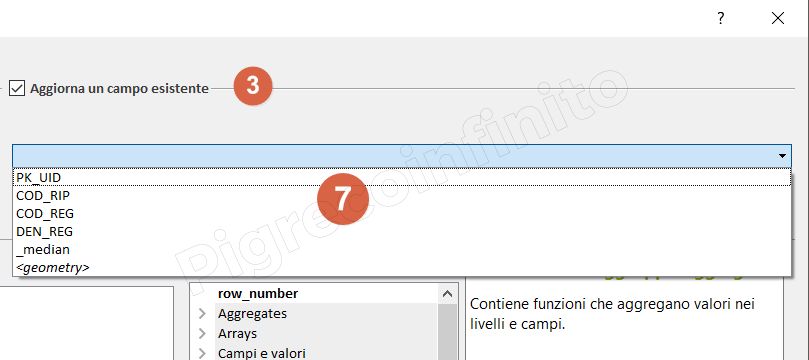 ?
Aggiorna un campo esistente
3
PK_UID
COD_RIP
COD_REG
DEN_REG
_median
<geometry>
7
Pigrecoinfinito
row_number
Aggregates
Arrays
Campi e valori
Contiene funzioni che aggregano valori nei
livelli e campi.